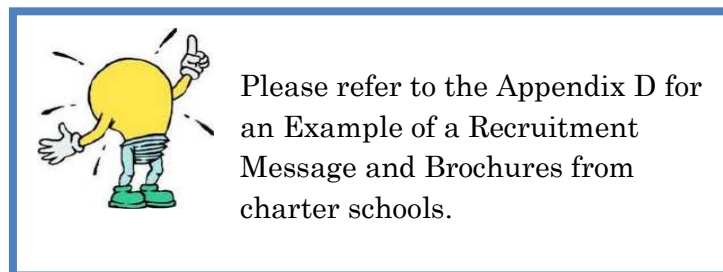 Please refer to the Appendix D for
an Example of a Recruitment
Message and Brochures from
charter schools.